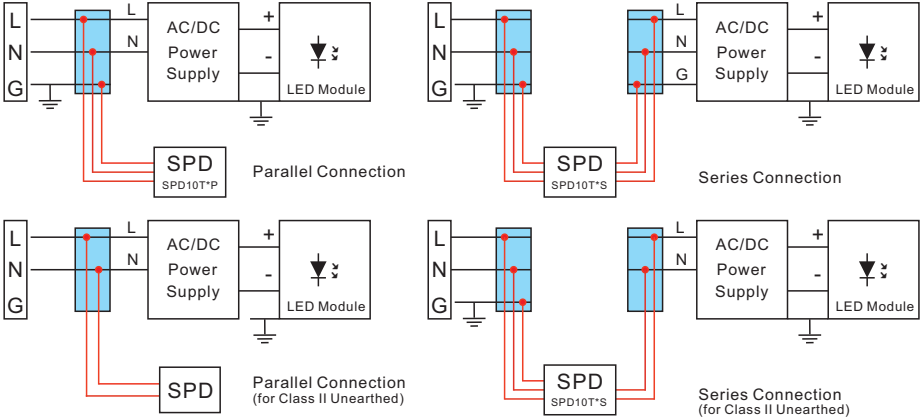 L
N
G
L
N
AC/DC
Power
Supply
+
-
LED Module
SPD
SPD10T*P
Parallel Connection
L
N
G
L
N
G
AC/DC
Power
Supply
+
-
LED Module
SPD
SPD10T*S
Series Connection
L
N
G
L
N
AC/DC
Power
Supply
+
-
LED Module
SPD
Parallel Connection
(for Class II Unearthed)
L
N
G
L
N
AC/DC
Power
Supply
+
-
LED Module
SPD
SPD10T*S
Series Connection
(for Class II Unearthed)